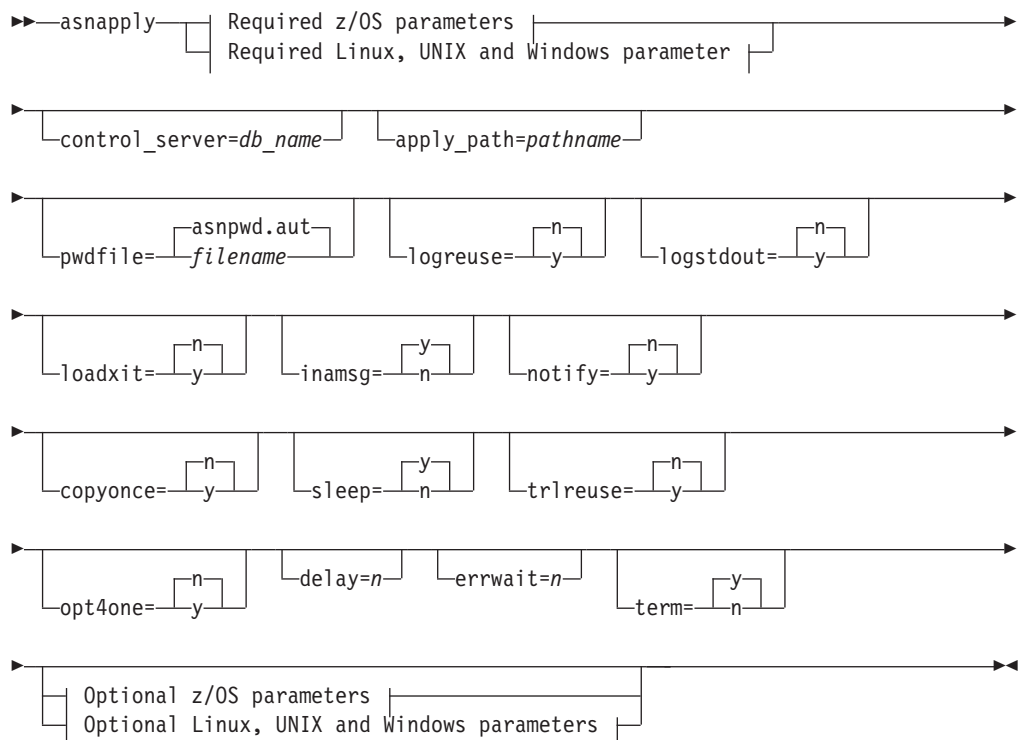 asnapply Required z/OS parameters
Required Linux, UNIX and Windows parameter
control_server=db_name apply_path=pathname
asnpwd.aut n n
pwdfile= filename logreuse= y logstdout= y
n y n
loadxit= y inamsg= n notify= y
n y n
copyonce= y sleep= n trlreuse= y
n delay=n errwait=n y
opt4one= y term= n
Optional z/OS parameters
Optional Linux, UNIX and Windows parameters